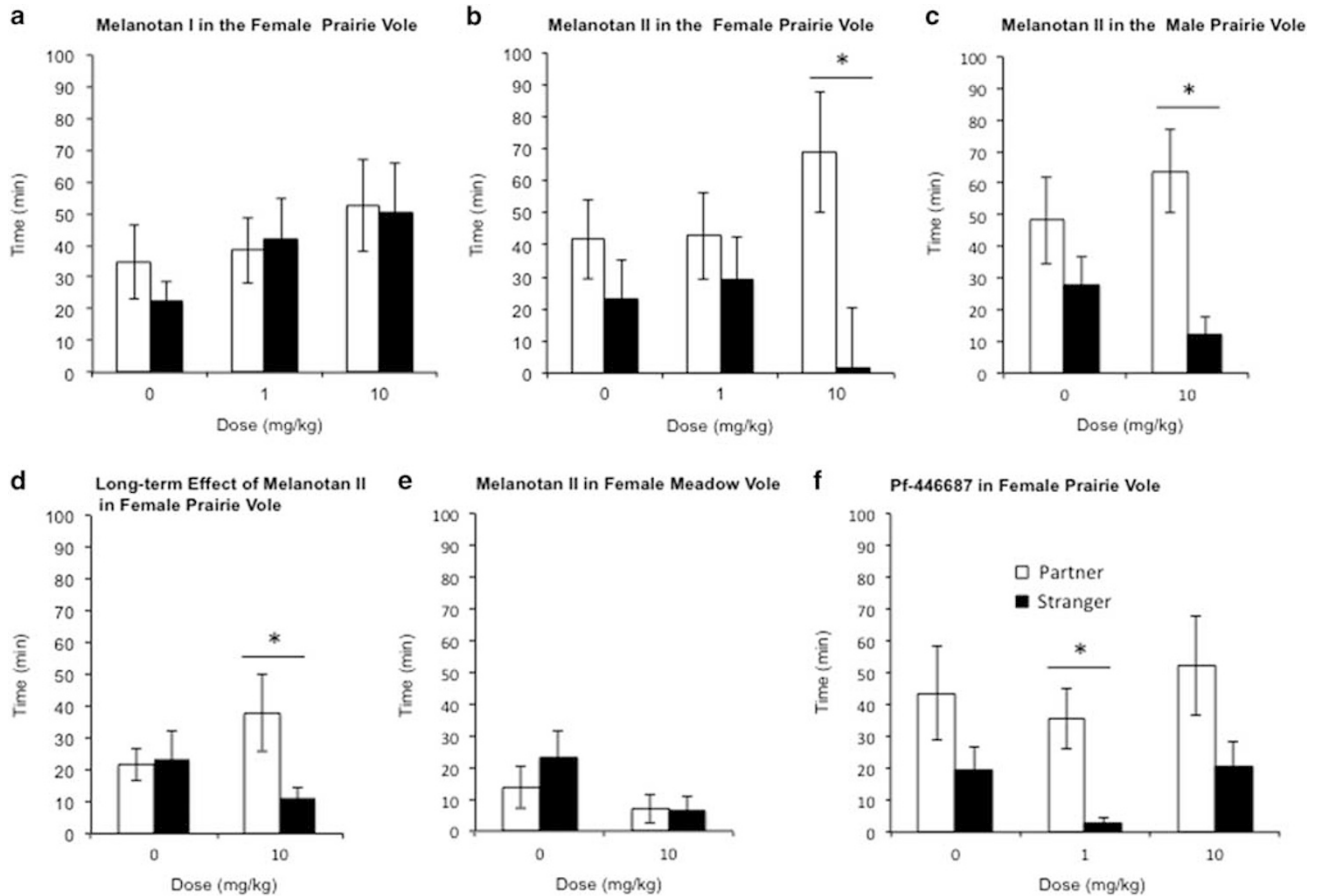 a
Melanotan I in the Female Prairie Vole
100
90
80
70
60
50
40
30
20
10
0
Time (min)
0 1 10
Dose (mg/kg)
b
Melanotan II in the Female Prairie Vole
*
100
90
80
70
60
50
40
30
20
10
0
Time (min)
0 1 10
Dose (mg/kg)
c
Melanotan II in the Male Prairie Vole
*
100
90
80
70
60
50
40
30
20
10
0
Time (min)
0 10
Dose (mg/kg)
d
Long-term Effect of Melanotan II
in Female Prairie Vole
*
100
90
80
70
60
50
40
30
20
10
0
Time (min)
0 10
Dose (mg/kg)
e
Melanotan II in Female Meadow Vole
100
90
80
70
60
50
40
30
20
10
0
Time (min)
0 10
Dose (mg/kg)
f
Pf-446687 in Female Prairie Vole
Partner
Stranger
*
100
90
80
70
60
50
40
30
20
10
0
Time (min)
0 1 10
Dose (mg/kg)